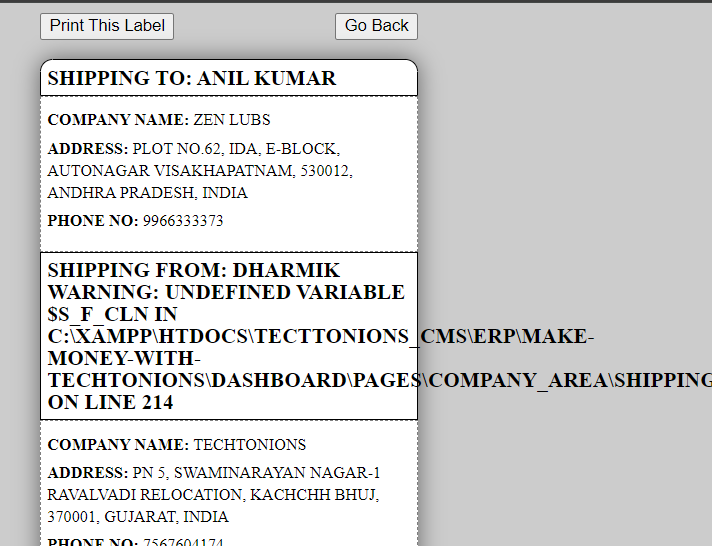 Print This Label
Go Back
SHIPPING TO: ANIL KUMAR
COMPANY NAME: ZEN LUBS
ADDRESS: PLOT NO.62, IDA, E-BLOCK,
AUTONAGAR VISAKHAPATNAM, 530012,
ANDHRA PRADESH, INDIA
PHONE NO: 9966333373
SHIPPING FROM: DHARMIK
WARNING: UNDEFINED VARIABLE
$S_F_CLN IN
C:\XAMPP\HTDOCS\TECTTONIONS_CMS\ERP\MAKE-
MONEY-WITH-
TECHTONIONS\DASHBOARD\PAGES\COMPANY_AREA\SHIPPING
ON LINE 214
COMPANY NAME: TECHTONIONS
ADDRESS: PN 5, SWAMINARAYAN NAGAR-1
RAVALVADI RELOCATION, KACHCHH BHUJ,
370001, GUJARAT, INDIA
PHONE NO: 7567604174